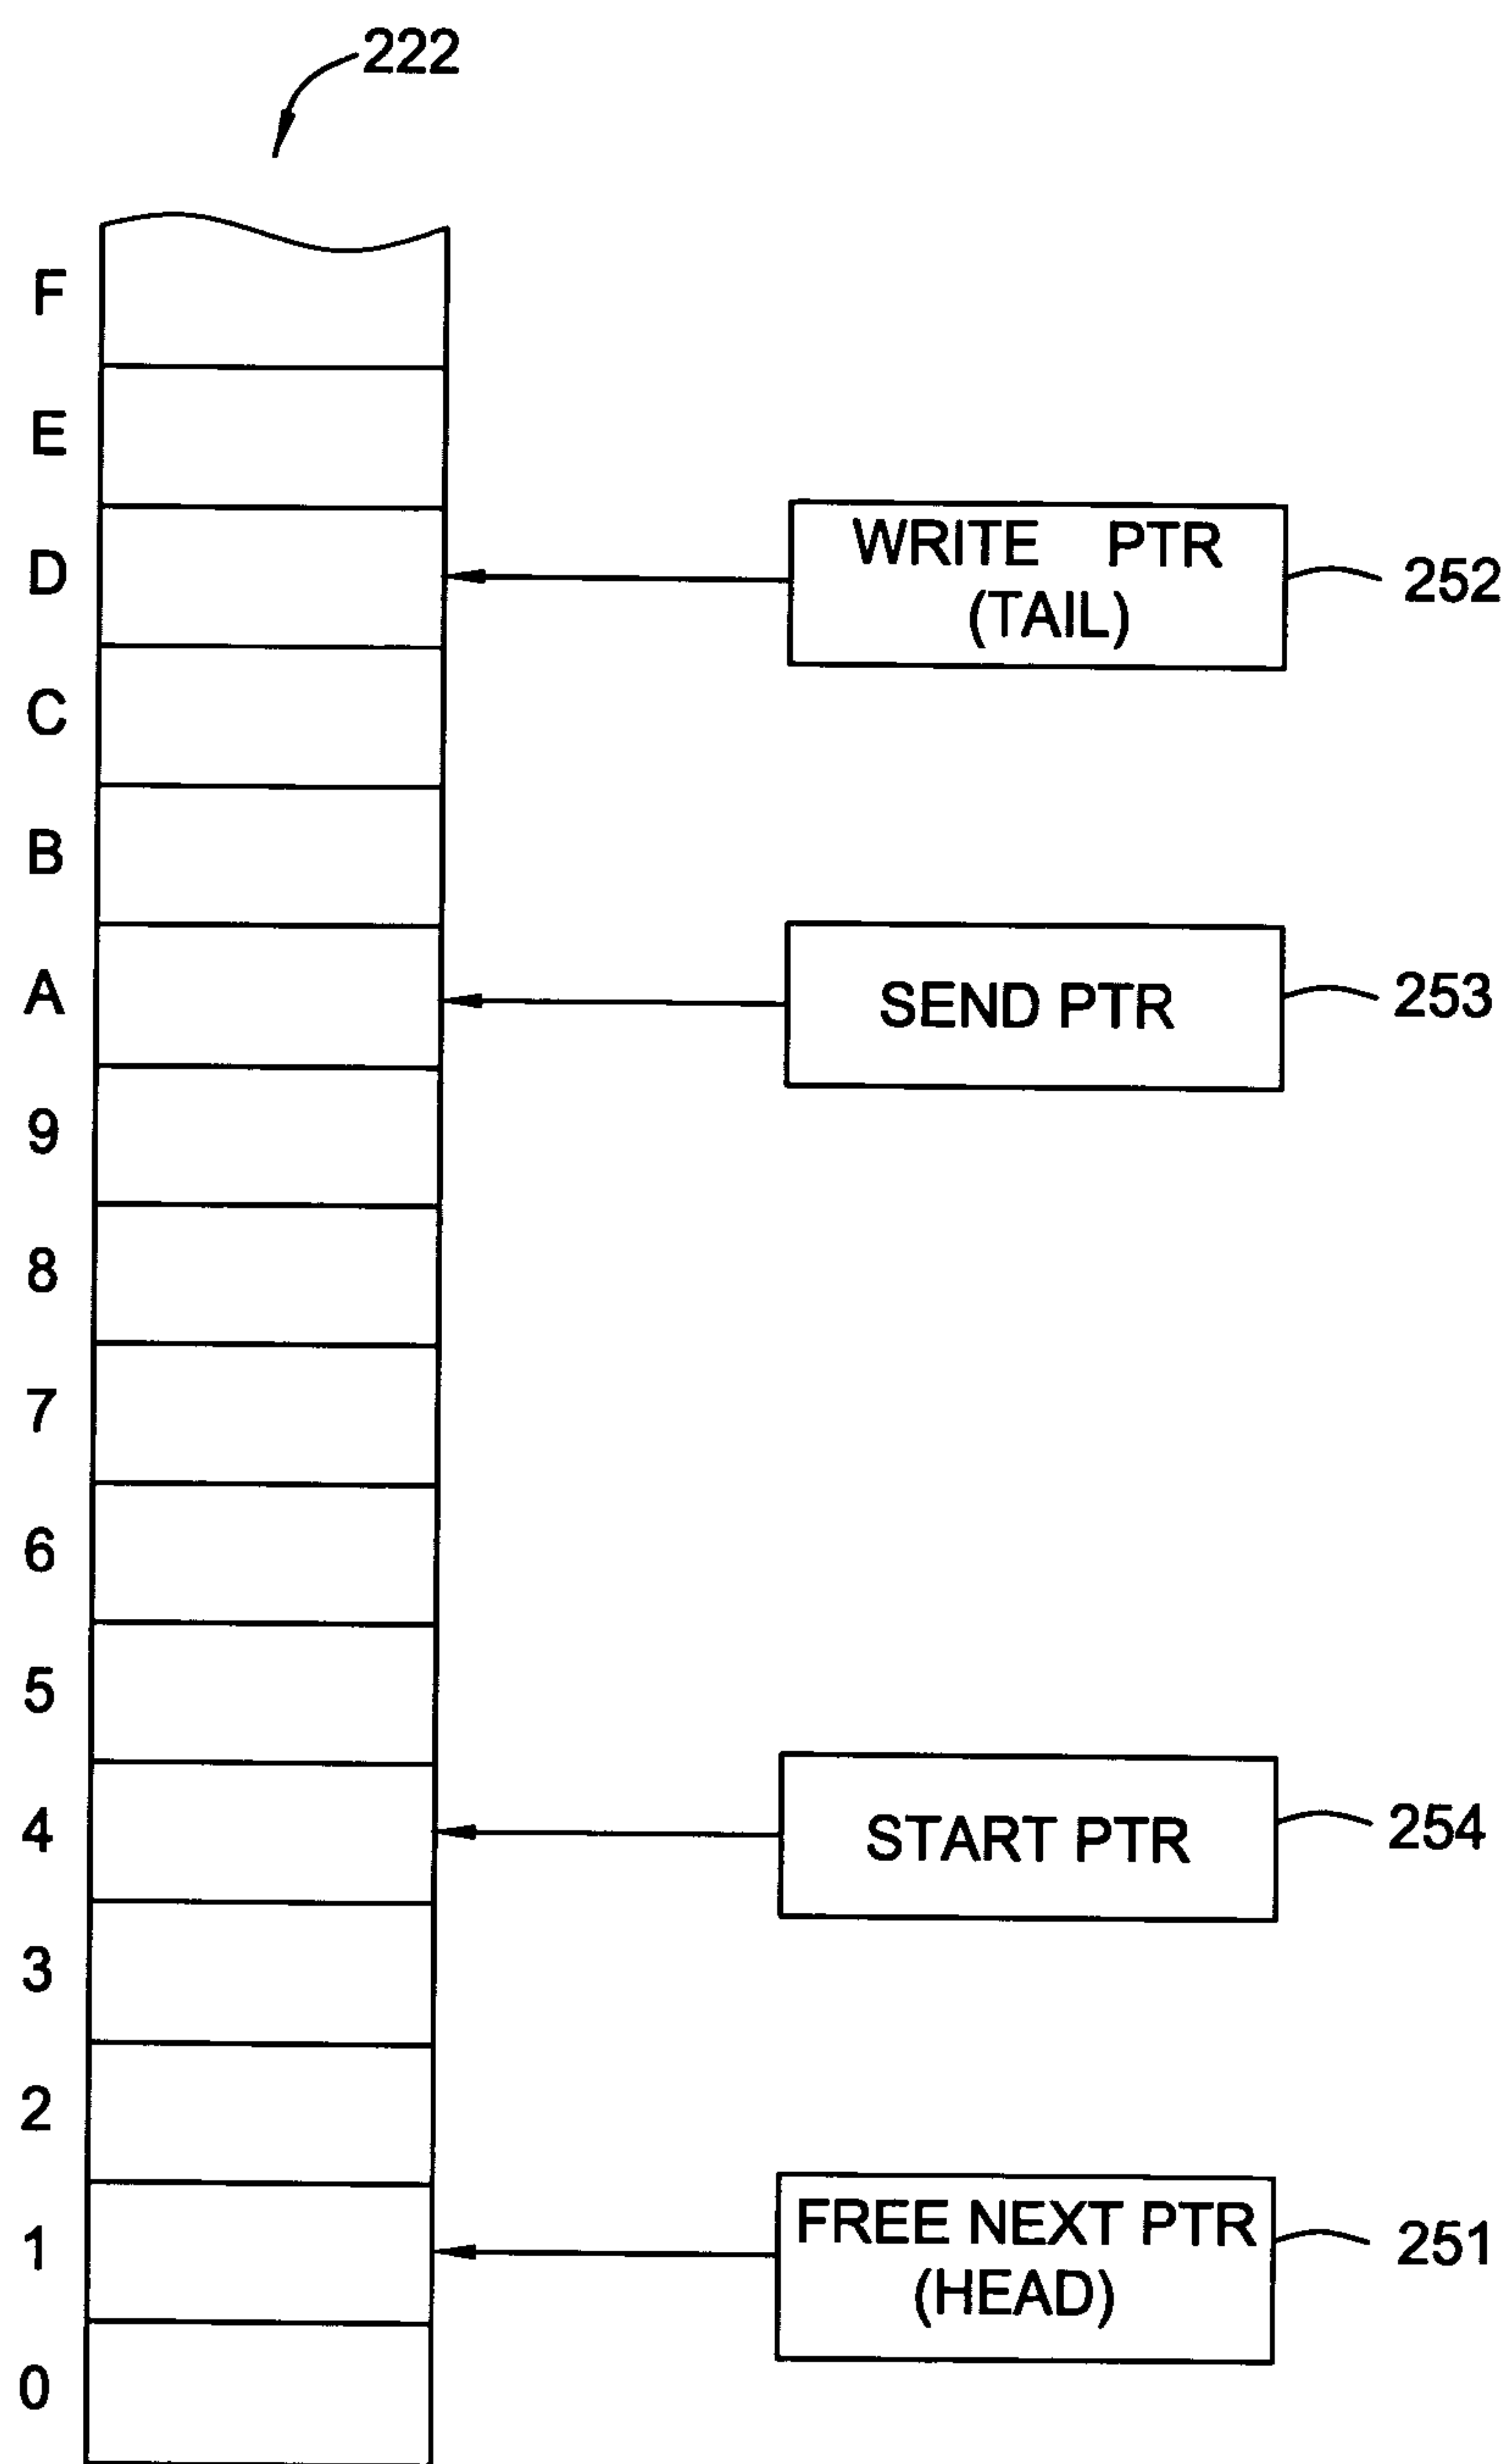 222
F
E
D
WRITE PTR
(TAIL)
252
C
B
A
SEND PTR
253
9
8
7
6
5
4
START PTR
254
3
2
1
FREE NEXT PTR
(HEAD)
251
0